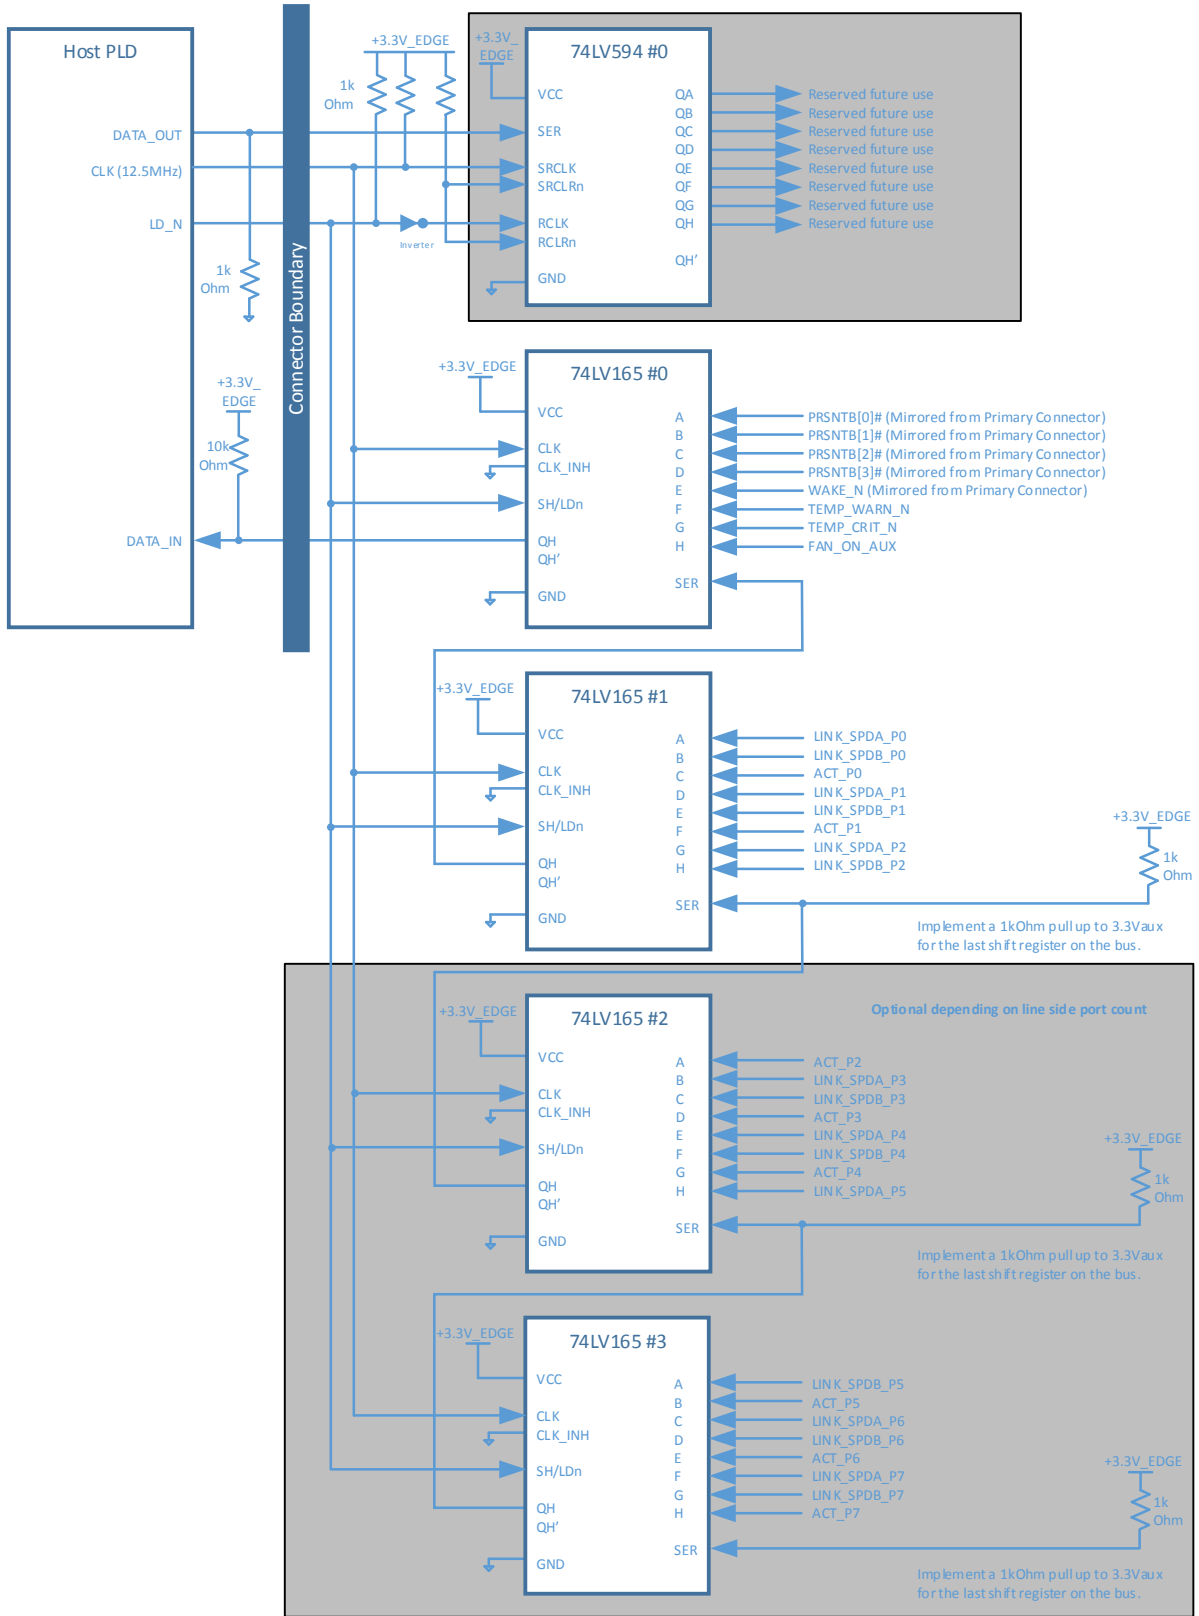 Host PLD
DATA_OUT
CLK (12.5MHz)
LD_N
1k
Ohm
+3.3V_
EDGE
10k
Ohm
DATA_IN
Connector Boundary
+3.3V_EDGE
1k
Ohm
Inverter
+3.3V_
EDGE
74LV594 #0
VCC
SER
SRCLK
SRCLRn
RCLK
RCLRn
GND
QA
QB
QC
QD
QE
QF
QG
QH
QH'
Reserved future use
Reserved future use
Reserved future use
Reserved future use
Reserved future use
Reserved future use
Reserved future use
Reserved future use
+3.3V_EDGE
74LV165 #0
VCC
CLK
CLK_INH
SH/LDn
QH
QH'
GND
A
B
C
D
E
F
G
H
SER
PRSNTB[0]# (Mirrored from Primary Connector)
PRSNTB[1]# (Mirrored from Primary Connector)
PRSNTB[2]# (Mirrored from Primary Connector)
PRSNTB[3]# (Mirrored from Primary Connector)
WAKE_N (Mirrored from Primary Connector)
TEMP_WARN_N
TEMP_CRIT_N
FAN_ON_AUX
+3.3V_EDGE
74LV165 #1
VCC
CLK
CLK_INH
SH/LDn
QH
QH'
GND
A
B
C
D
E
F
G
H
SER
LINK_SPDA_P0
LINK_SPDB_P0
ACT_P0
LINK_SPDA_P1
LINK_SPDB_P1
ACT_P1
LINK_SPDA_P2
LINK_SPDB_P2
+3.3V_EDGE
1k
Ohm
Implement a 1kOhm pull up to 3.3Vaux
for the last shift register on the bus.
Optional depending on line side port count
+3.3V_EDGE
74LV165 #2
VCC
CLK
CLK_INH
SH/LDn
QH
QH'
GND
A
B
C
D
E
F
G
H
SER
ACT_P2
LINK_SPDA_P3
LINK_SPDB_P3
ACT_P3
LINK_SPDA_P4
LINK_SPDB_P4
ACT_P4
LINK_SPDA_P5
+3.3V_EDGE
1k
Ohm
Implement a 1kOhm pull up to 3.3Vaux
for the last shift register on the bus.
+3.3V_EDGE
74LV165 #3
VCC
CLK
CLK_INH
SH/LDn
QH
QH'
GND
A
B
C
D
E
F
G
H
SER
LINK_SPDB_P5
ACT_P5
LINK_SPDA_P6
LINK_SPDB_P6
ACT_P6
LINK_SPDA_P7
LINK_SPDB_P7
ACT_P7
+3.3V_EDGE
1k
Ohm
Implement a 1kOhm pull up to 3.3Vaux
for the last shift register on the bus.